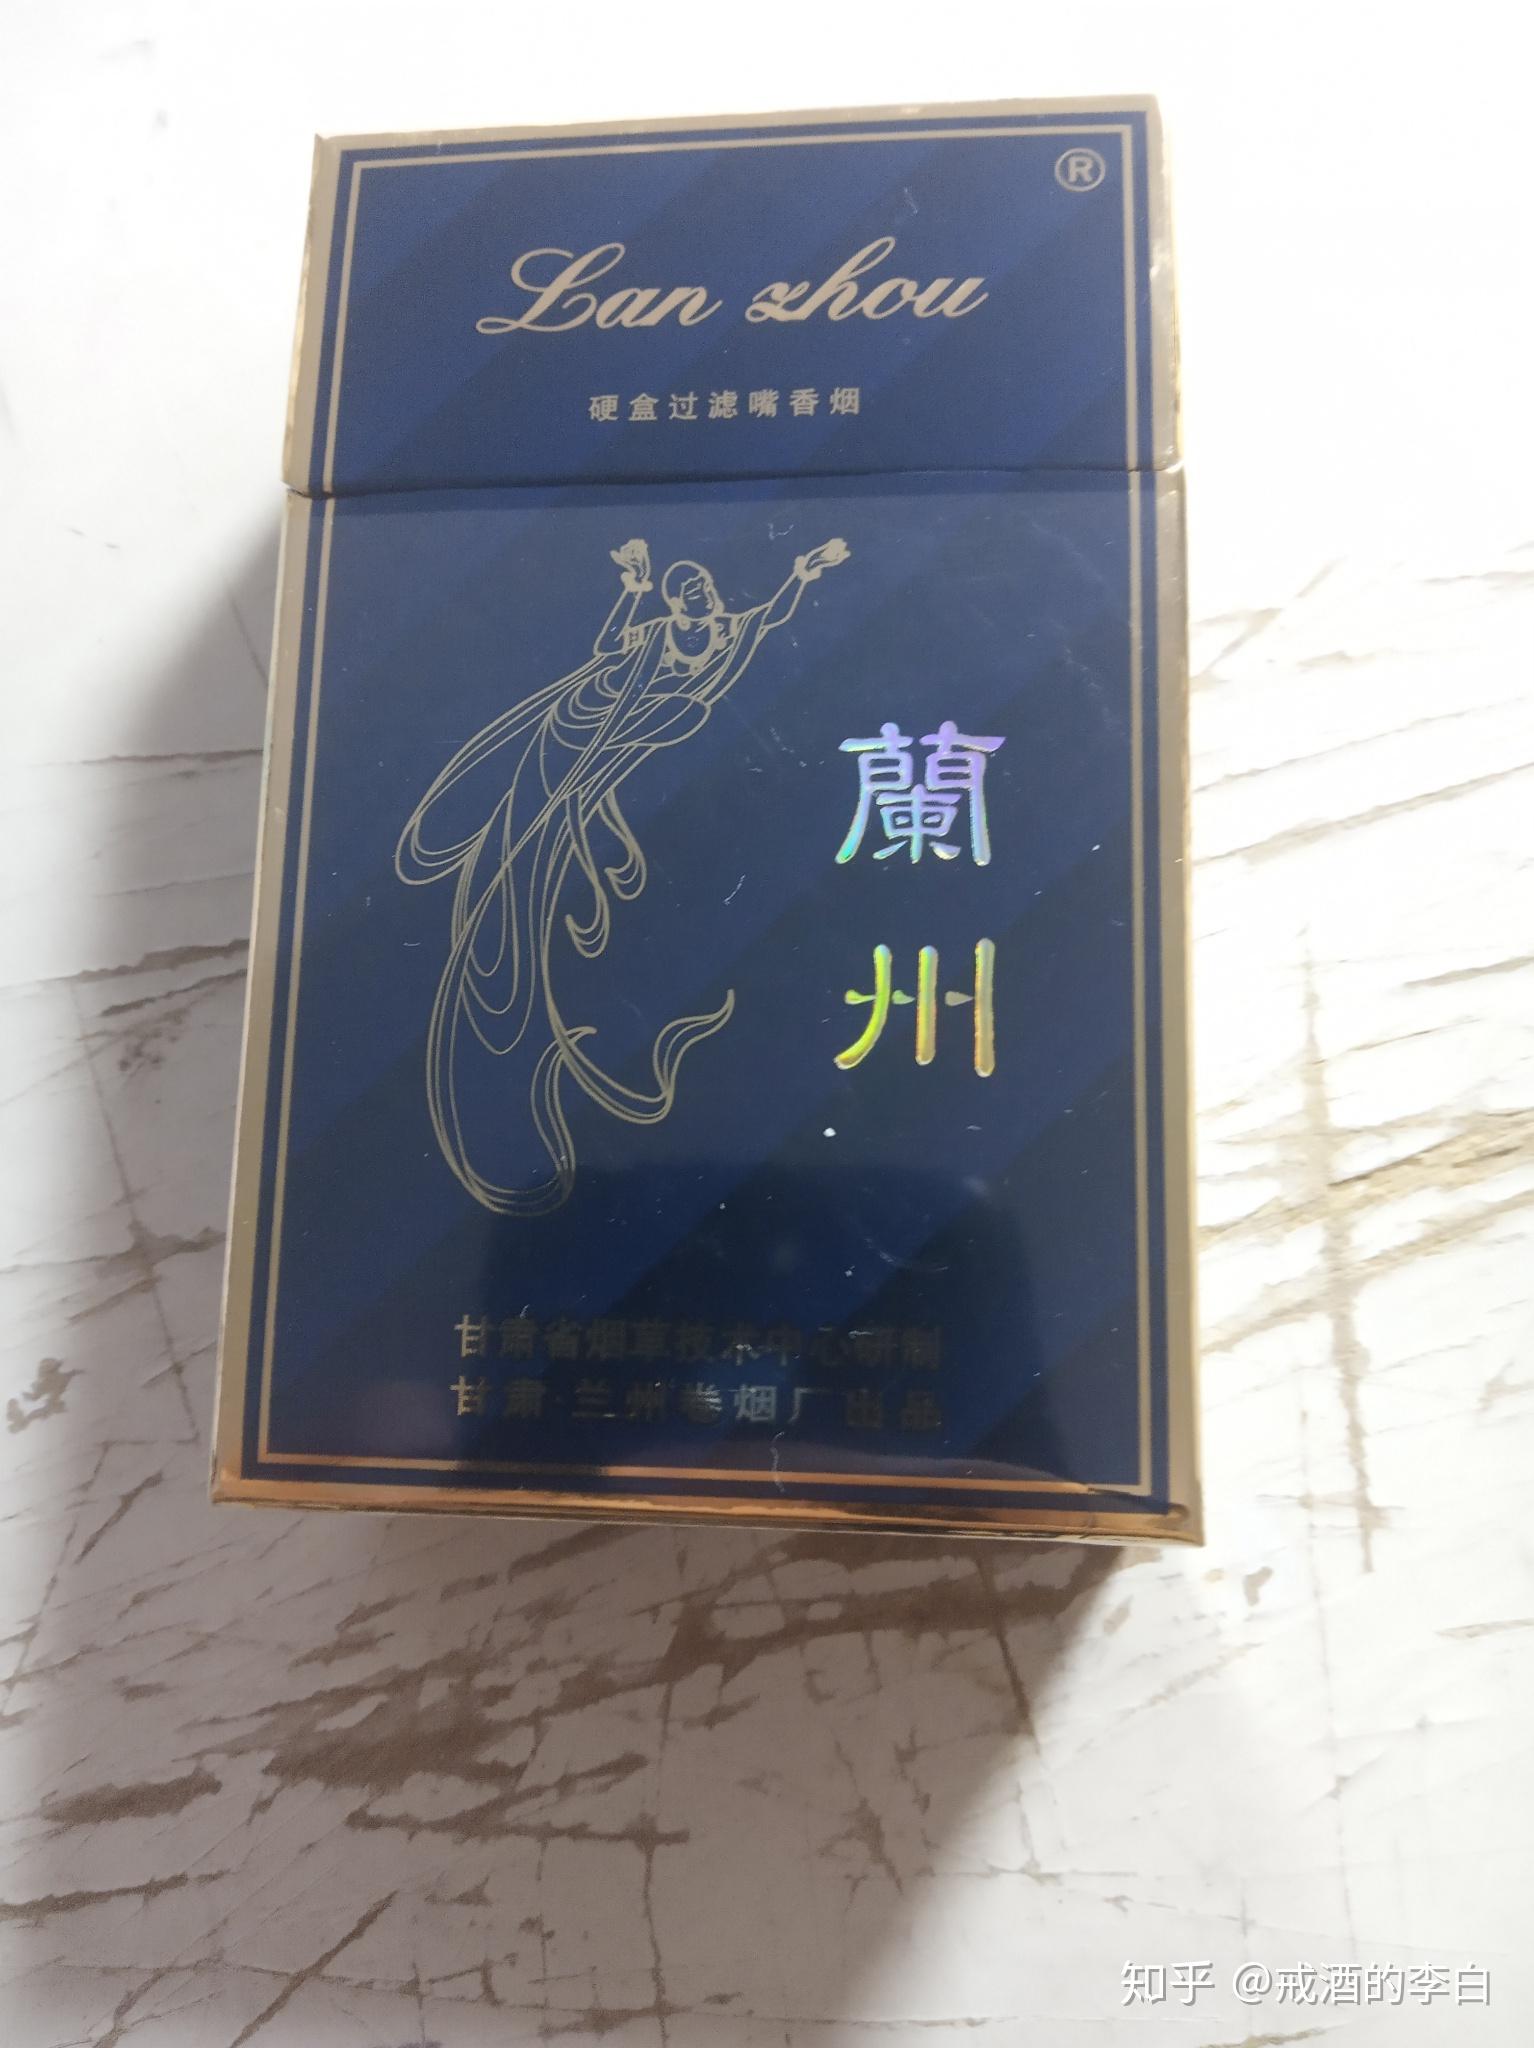 ®
Lan zhou
硬盒过滤嘴香烟
蘭
州
甘肃省烟草技术中心研制
甘肃·兰州卷烟厂出品
知乎 @戒酒的李白